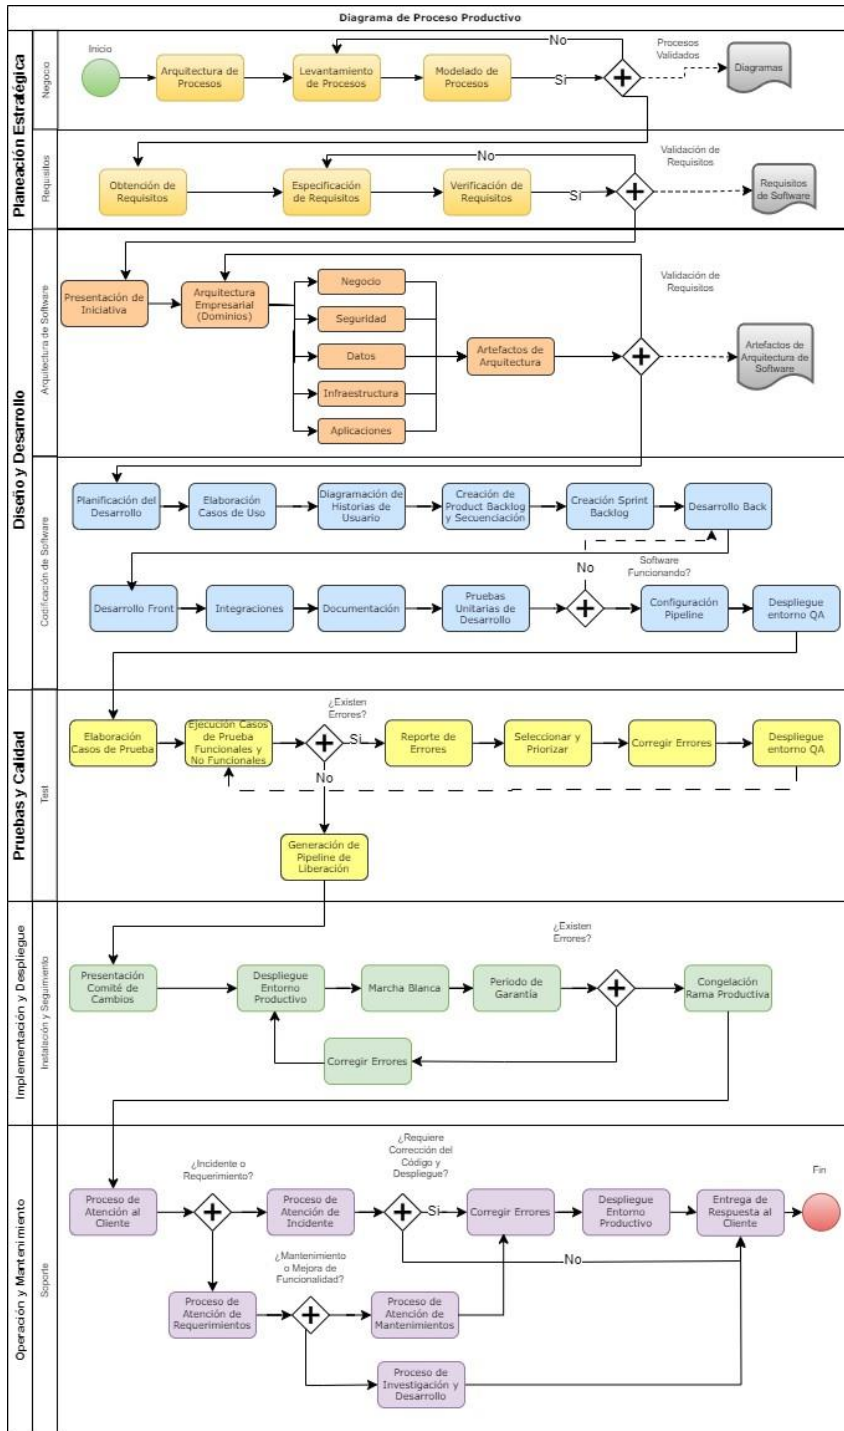 Diagrama de Proceso Productivo
Planeación Estratégica
Negocio
Inicio
Arquitectura de
Procesos
Levantamiento
de Procesos
Modelado de
Procesos
No
Si
Procesos
Validados
Diagramas
Requisitos
Obtención de
Requisitos
Especificación
de Requisitos
Verificación de
Requisitos
No
Si
Validación de
Requisitos
Requisitos
de Software
Diseño y Desarrollo
Arquitectura de Software
Presentación de
Iniciativa
Arquitectura
Empresarial
(Dominios)
Negocio
Seguridad
Datos
Infraestructura
Aplicaciones
Artefactos de
Arquitectura
Validación de
Requisitos
Artefactos de
Arquitectura de
Software
Codificación de Software
Planificación del
Desarrollo
Elaboración
Casos de Uso
Diagramación de
Historias de
Usuario
Creación de
Product Backlog
y Secuenciación
Creación Sprint
Backlog
Desarrollo Back
Desarrollo Front
Integraciones
Documentación
Pruebas
Unitarias de
Desarrollo
No
Software
Funcionando?
Configuración
Pipeline
Despliegue
entorno QA
Pruebas y Calidad
Test
Elaboración
Casos de Prueba
Ejecución Casos
de Prueba
Funcionales y
No Funcionales
¿Existen
Errores?
Si
No
Reporte de
Errores
Seleccionar y
Priorizar
Corregir Errores
Despliegue
entorno QA
Generación de
Pipeline de
Liberación
Implementación y Despliegue
Instalación y Seguimiento
Presentación
Comité de
Cambios
Despliegue
Entorno
Productivo
Marcha Blanca
Periodo de
Garantía
¿Existen
Errores?
Congelación
Rama Productiva
Corregir Errores
Operación y Mantenimiento
Soporte
Proceso de
Atención al
Cliente
¿Incidente o
Requerimiento?
Proceso de
Atención de
Incidente
¿Requiere
Corrección del
Código y
Despliegue?
Si
No
Corregir Errores
Despliegue
Entorno
Productivo
Entrega de
Respuesta al
Cliente
Fin
Proceso de
Atención de
Requerimientos
¿Mantenimiento
o Mejora de
Funcionalidad?
Proceso de
Atención de
Mantenimientos
Proceso de
Investigación y
Desarrollo